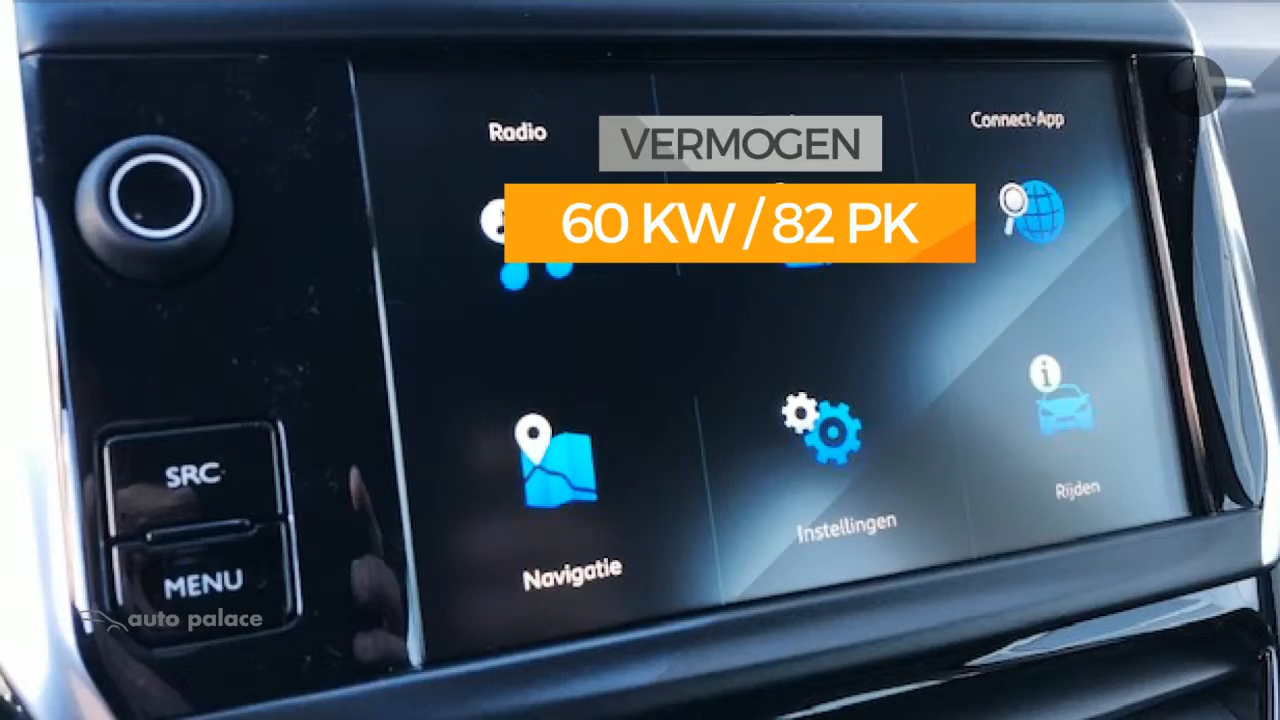 Radio
Connect-App
VERMOGEN
60 KW / 82 PK
SRC
MENU
Navigatie
Instellingen
Rijden
auto palace